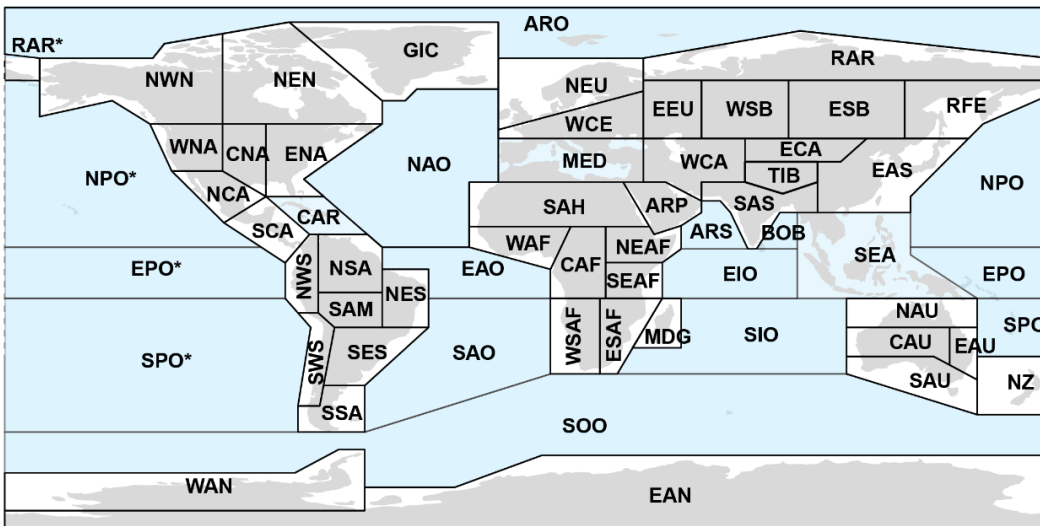 ARO
RAR*
GIC
RAR
NWN
NEN
NEU
EEU
WSB
ESB
RFE
WCE
WNA
CNA
ENA
NAO
MED
WCA
ECA
TIB
EAS
NPO*
NPO
NCA
SAH
ARP
SAS
SCA
CAR
WAF
NEAF
ARS
BOB
SEA
EPO*
NWS
NSA
EAO
CAF
SEAF
EIO
EPO
NES
SAM
NAU
SPO
WSAF
ESAF
MDG
SIO
CAU
EAU
SPO*
SWS
SES
SAO
SAU
NZ
SSA
SOO
WAN
EAN